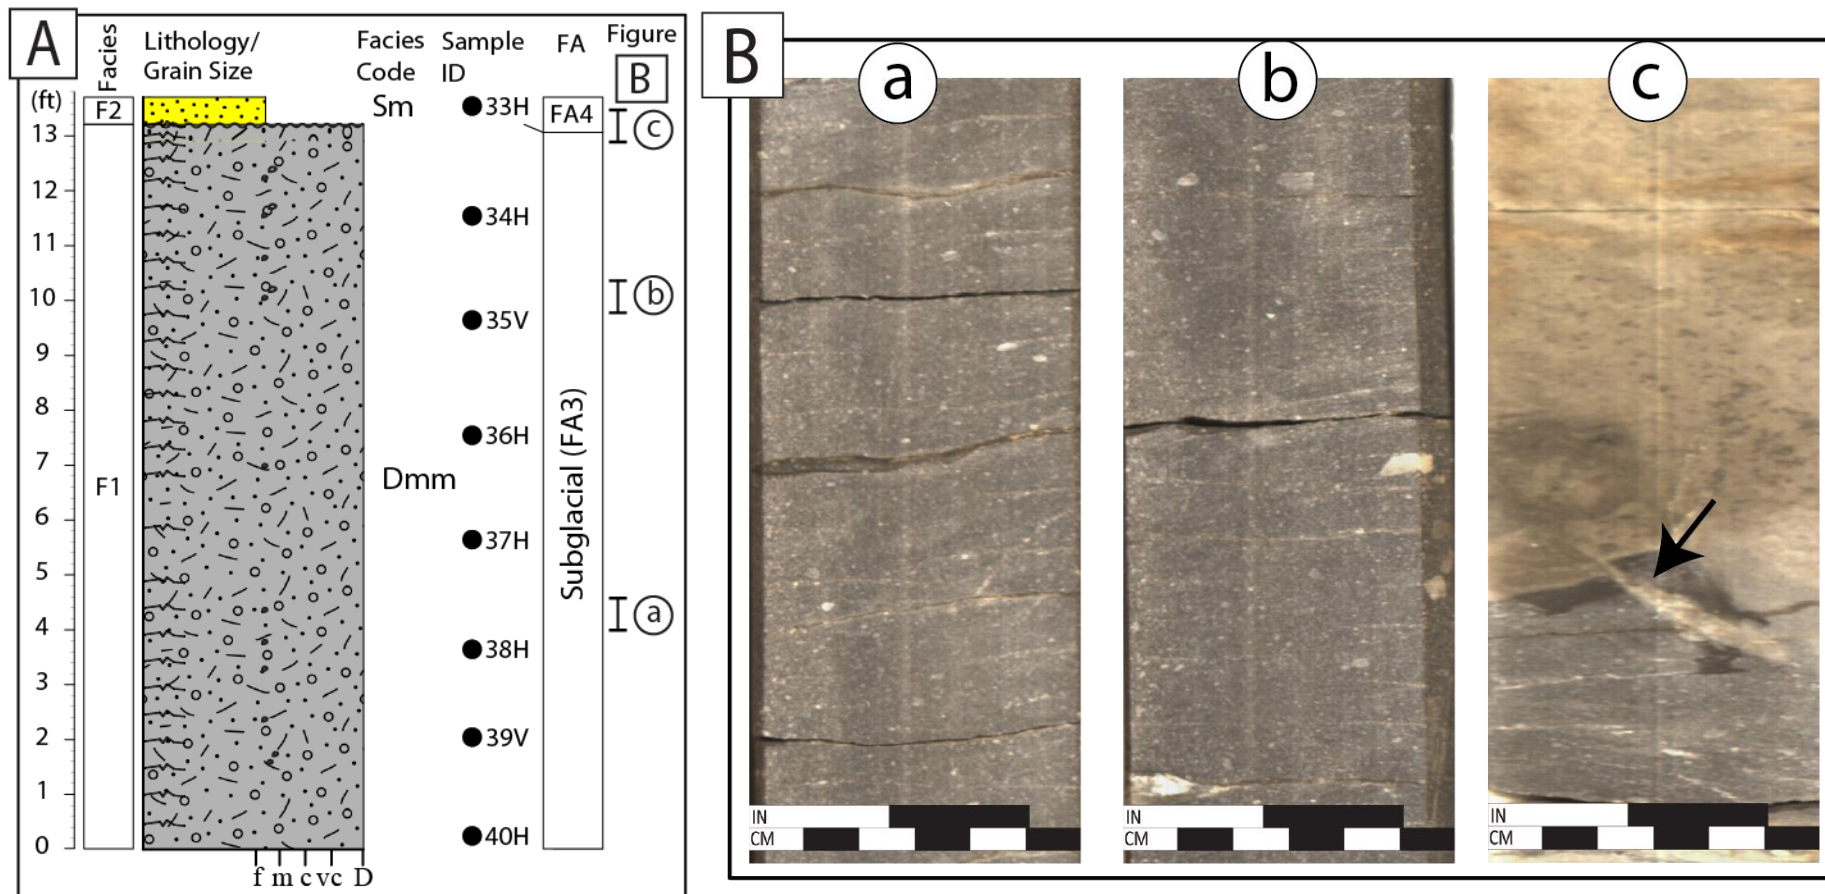 A
Facies
Lithology/
Grain Size
Facies
Code
Sample
ID
FA
Figure
B
(ft)
F2
Sm
33H
FA4
c
13
12
34H
11
10
b
35V
9
8
36H
7
F1
Dmm
6
37H
Subglacial (FA3)
5
a
4
38H
3
2
39V
1
0
40H
f m c vc D
B
a
b
c
IN
CM
IN
CM
IN
CM